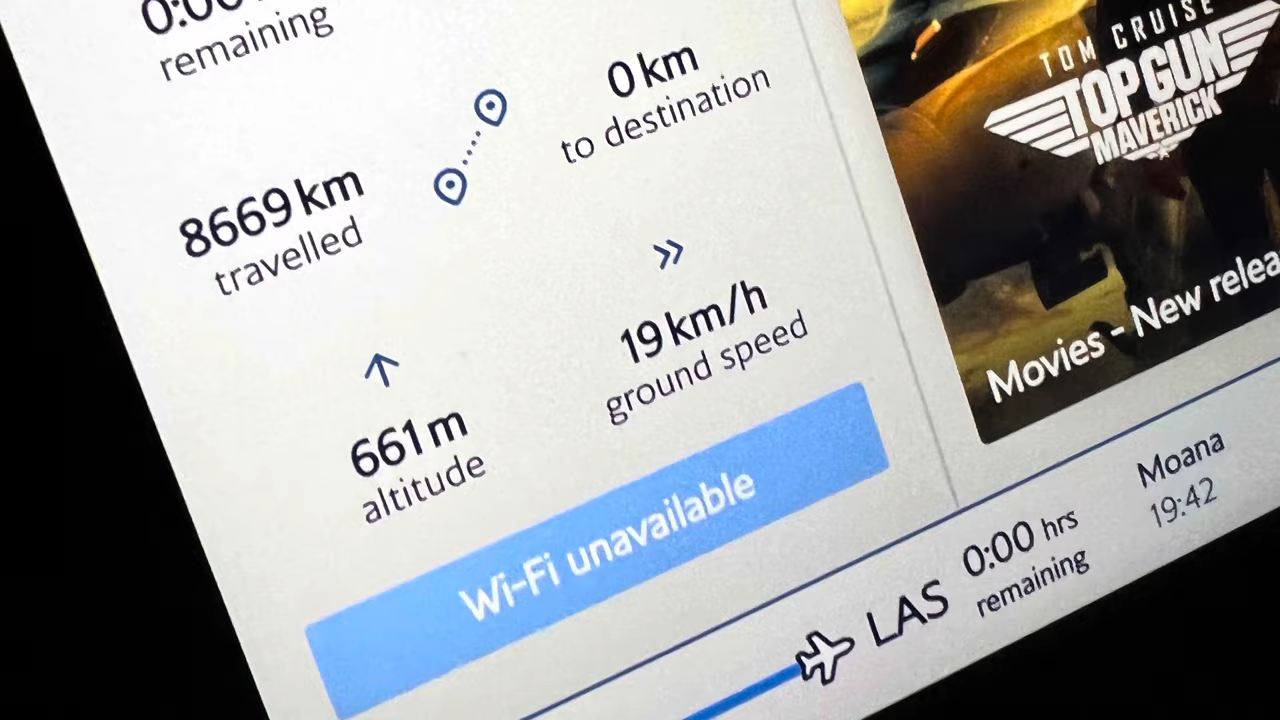 0:00
remaining
0 km
to destination
8669 km
travelled
19 km/h
ground speed
661 m
altitude
Wi-Fi unavailable
TOM CRUISE
TOP GUN
MAVERICK
Movies - New
LAS
0:00 hrs
remaining
Moana
19:42